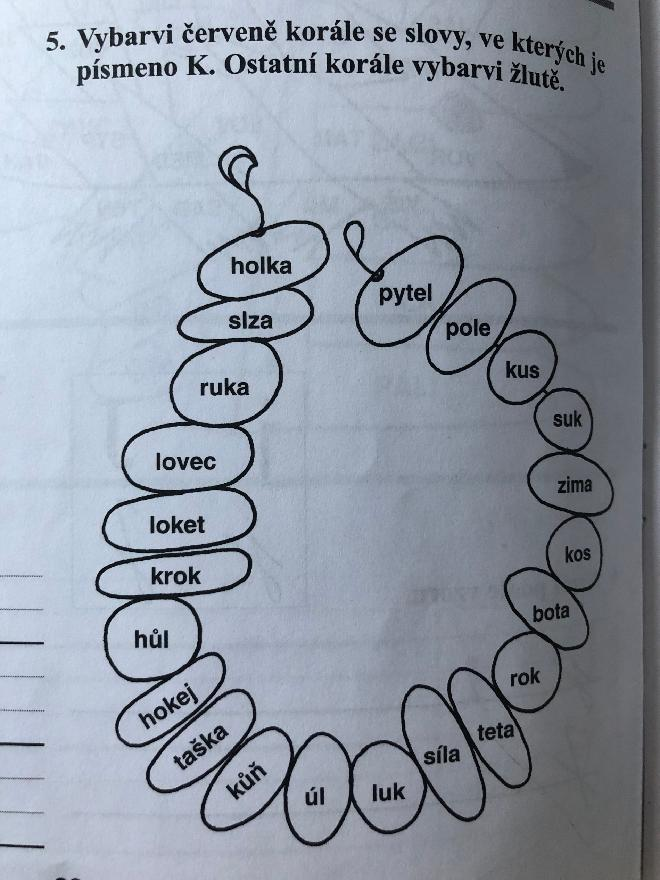 5. Vybarvi červeně korále se slovy, ve kterých je
písmeno K. Ostatní korále vybarvi žlutě.
holka
slza
ruka
lovec
loket
krok
hůl
hokej
taška
kůň
úl
luk
síla
teta
rok
bota
kos
zima
suk
kus
pole
pytel